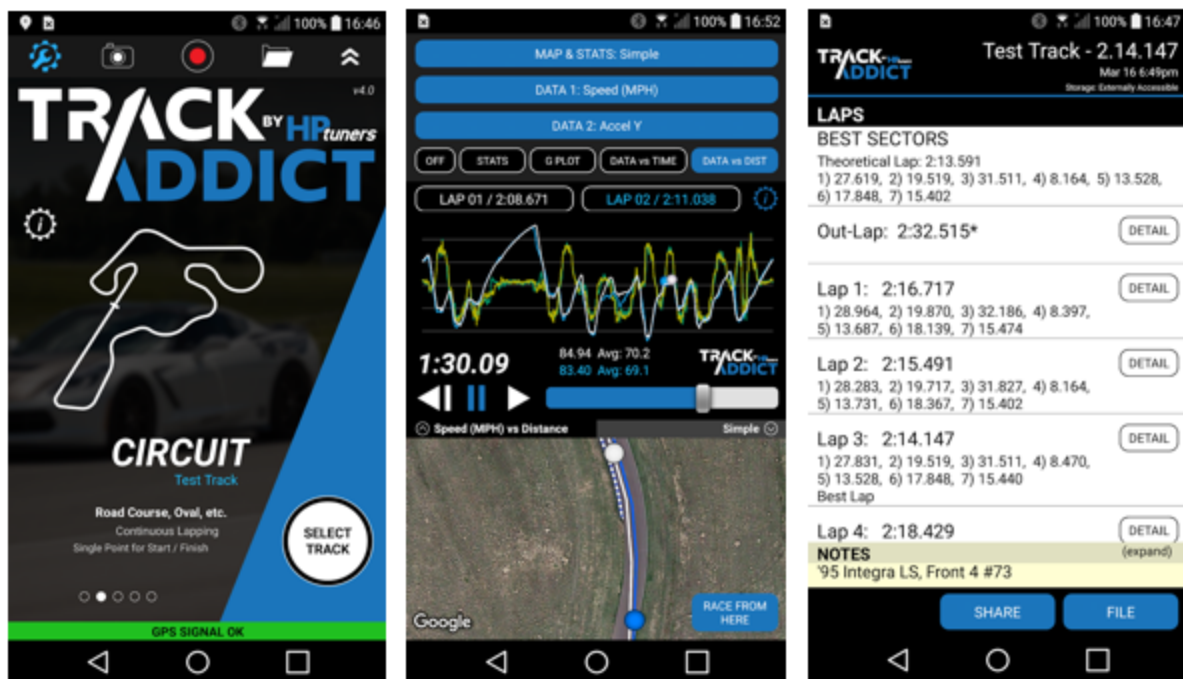 100% 16:46
v4.0
TRACK BY HP tuners
ADDICT
CIRCUIT
Test Track
Road Course, Oval, etc.
Continuous Lapping
Single Point for Start / Finish
SELECT
TRACK
GPS SIGNAL OK
100% 16:52
MAP & STATS: Simple
DATA 1: Speed (MPH)
DATA 2: Accel Y
OFF STATS G PLOT DATA vs TIME DATA vs DIST
LAP 01 / 2:08.671 LAP 02 / 2:11.038
1:30.09
84.94 Avg: 70.2
83.40 Avg: 69.1
TRACK
ADDICT
Speed (MPH) vs Distance Simple
Google
RACE FROM
HERE
100% 16:47
TRACK
ADDICT
Test Track - 2.14.147
Mar 16 6:49pm
Storage: Externally Accessible
LAPS
BEST SECTORS
Theoretical Lap: 2:13.591
1) 27.619, 2) 19.519, 3) 31.511, 4) 8.164, 5) 13.528,
6) 17.848, 7) 15.402
Out-Lap: 2:32.515* DETAIL
Lap 1: 2:16.717 DETAIL
1) 28.964, 2) 19.870, 3) 32.186, 4) 8.397,
5) 13.687, 6) 18.139, 7) 15.474
Lap 2: 2:15.491 DETAIL
1) 28.283, 2) 19.717, 3) 31.827, 4) 8.164,
5) 13.731, 6) 18.367, 7) 15.402
Lap 3: 2:14.147 DETAIL
1) 27.831, 2) 19.519, 3) 31.511, 4) 8.470,
5) 13.528, 6) 17.848, 7) 15.440
Best Lap
Lap 4: 2:18.429 DETAIL
NOTES (expand)
'95 Integra LS, Front 4 #73
SHARE FILE